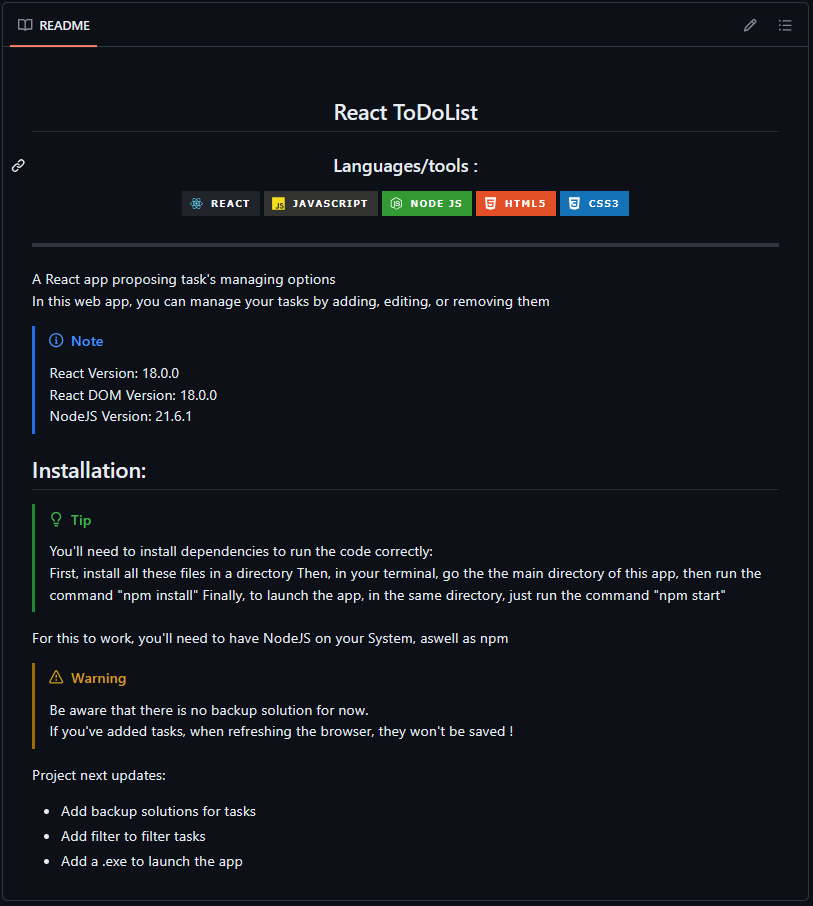 README
React ToDoList
Languages/tools :
REACT JAVASCRIPT NODE JS HTML5 CSS3
A React app proposing task's managing options
In this web app, you can manage your tasks by adding, editing, or removing them
Note
React Version: 18.0.0
React DOM Version: 18.0.0
NodeJS Version: 21.6.1
Installation:
Tip
You'll need to install dependencies to run the code correctly:
First, install all these files in a directory Then, in your terminal, go the the main directory of this app, then run the
command "npm install" Finally, to launch the app, in the same directory, just run the command "npm start"
For this to work, you'll need to have NodeJS on your System, aswell as npm
Warning
Be aware that there is no backup solution for now.
If you've added tasks, when refreshing the browser, they won't be saved !
Project next updates:
• Add backup solutions for tasks
• Add filter to filter tasks
• Add a .exe to launch the app